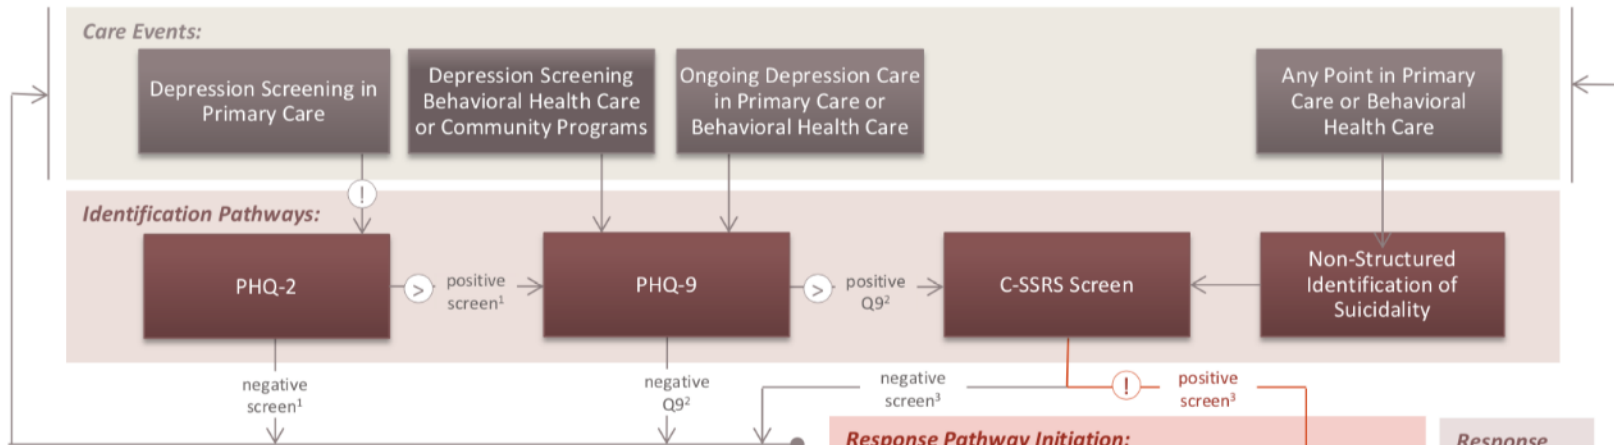 Care Events:
Depression Screening in
Primary Care
Depression Screening
Behavioral Health Care
or Community Programs
Ongoing Depression Care
in Primary Care or
Behavioral Health Care
Any Point in Primary
Care or Behavioral
Health Care
!
Identification Pathways:
PHQ-2
>
positive
screen¹
PHQ-9
>
positive
Q9²
C-SSRS Screen
Non-Structured
Identification of
Suicidality
negative
screen¹
negative
Q9²
negative
screen³
!
positive
screen³
Response Pathway Initiation:
Response